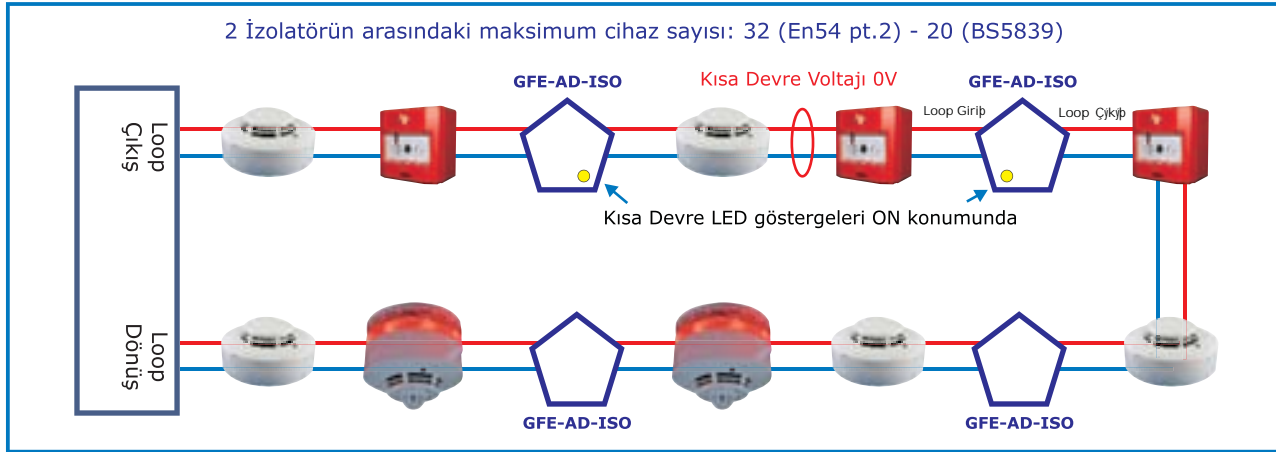 2 İzolatörün arasındaki maksimum cihaz sayısı: 32 (En54 pt.2) - 20 (BS5839)
GFE-AD-ISO
Kısa Devre Voltajı 0V
GFE-AD-ISO
Loop Çıkış
Loop Girib
Loop Çykyb
Kısa Devre LED göstergeleri ON konumunda
Loop Dönüş
GFE-AD-ISO
GFE-AD-ISO